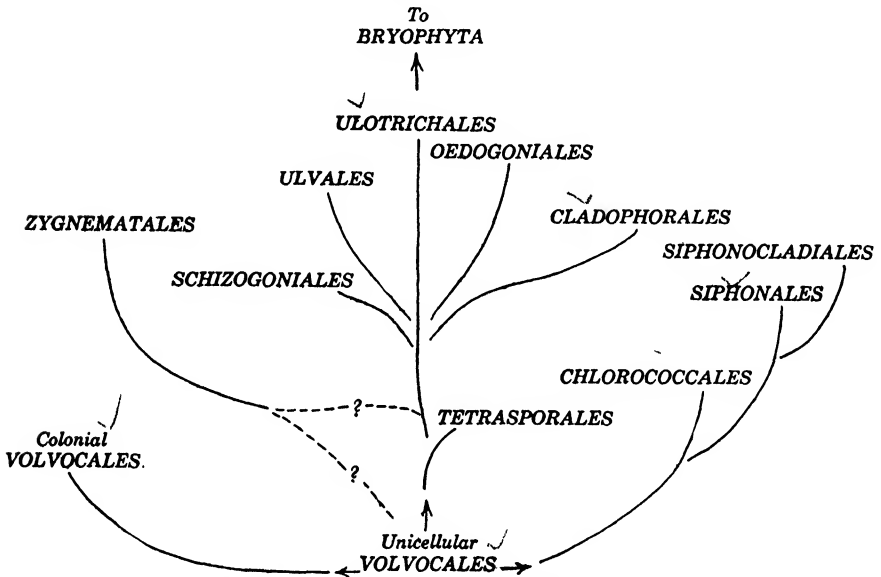 To
BRYOPHYTA
ULOTRICHALES
OEDOGONIALES
ULVALES
CLADOPHORALES
ZYGNEMATALES
SIPHONOCLADIALES
SCHIZOGONIALES
SIPHONALES
CHLOROCOCCALES
?
TETRASPORALES
Colonial
VOLVOCALES.
?
Unicellular
VOLVOCALES